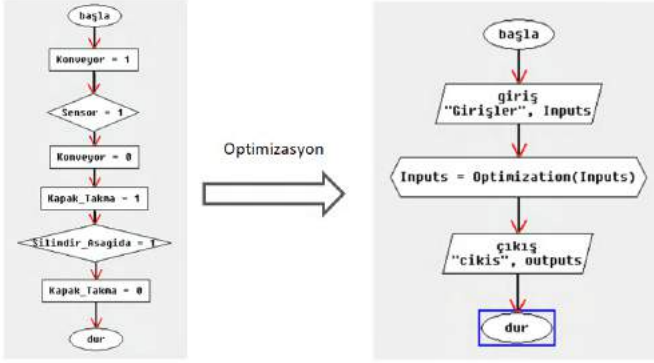 başla
Konveyor = 1
Sensor = 1
Konveyor = 0
Kapak_Takma = 1
Silindir_Asagida = 1
Kapak_Takma = 0
dur
Optimizasyon
başla
giriş
"Girişler", Inputs
Inputs = Optimization(Inputs)
çıkış
"cikis", outputs
dur